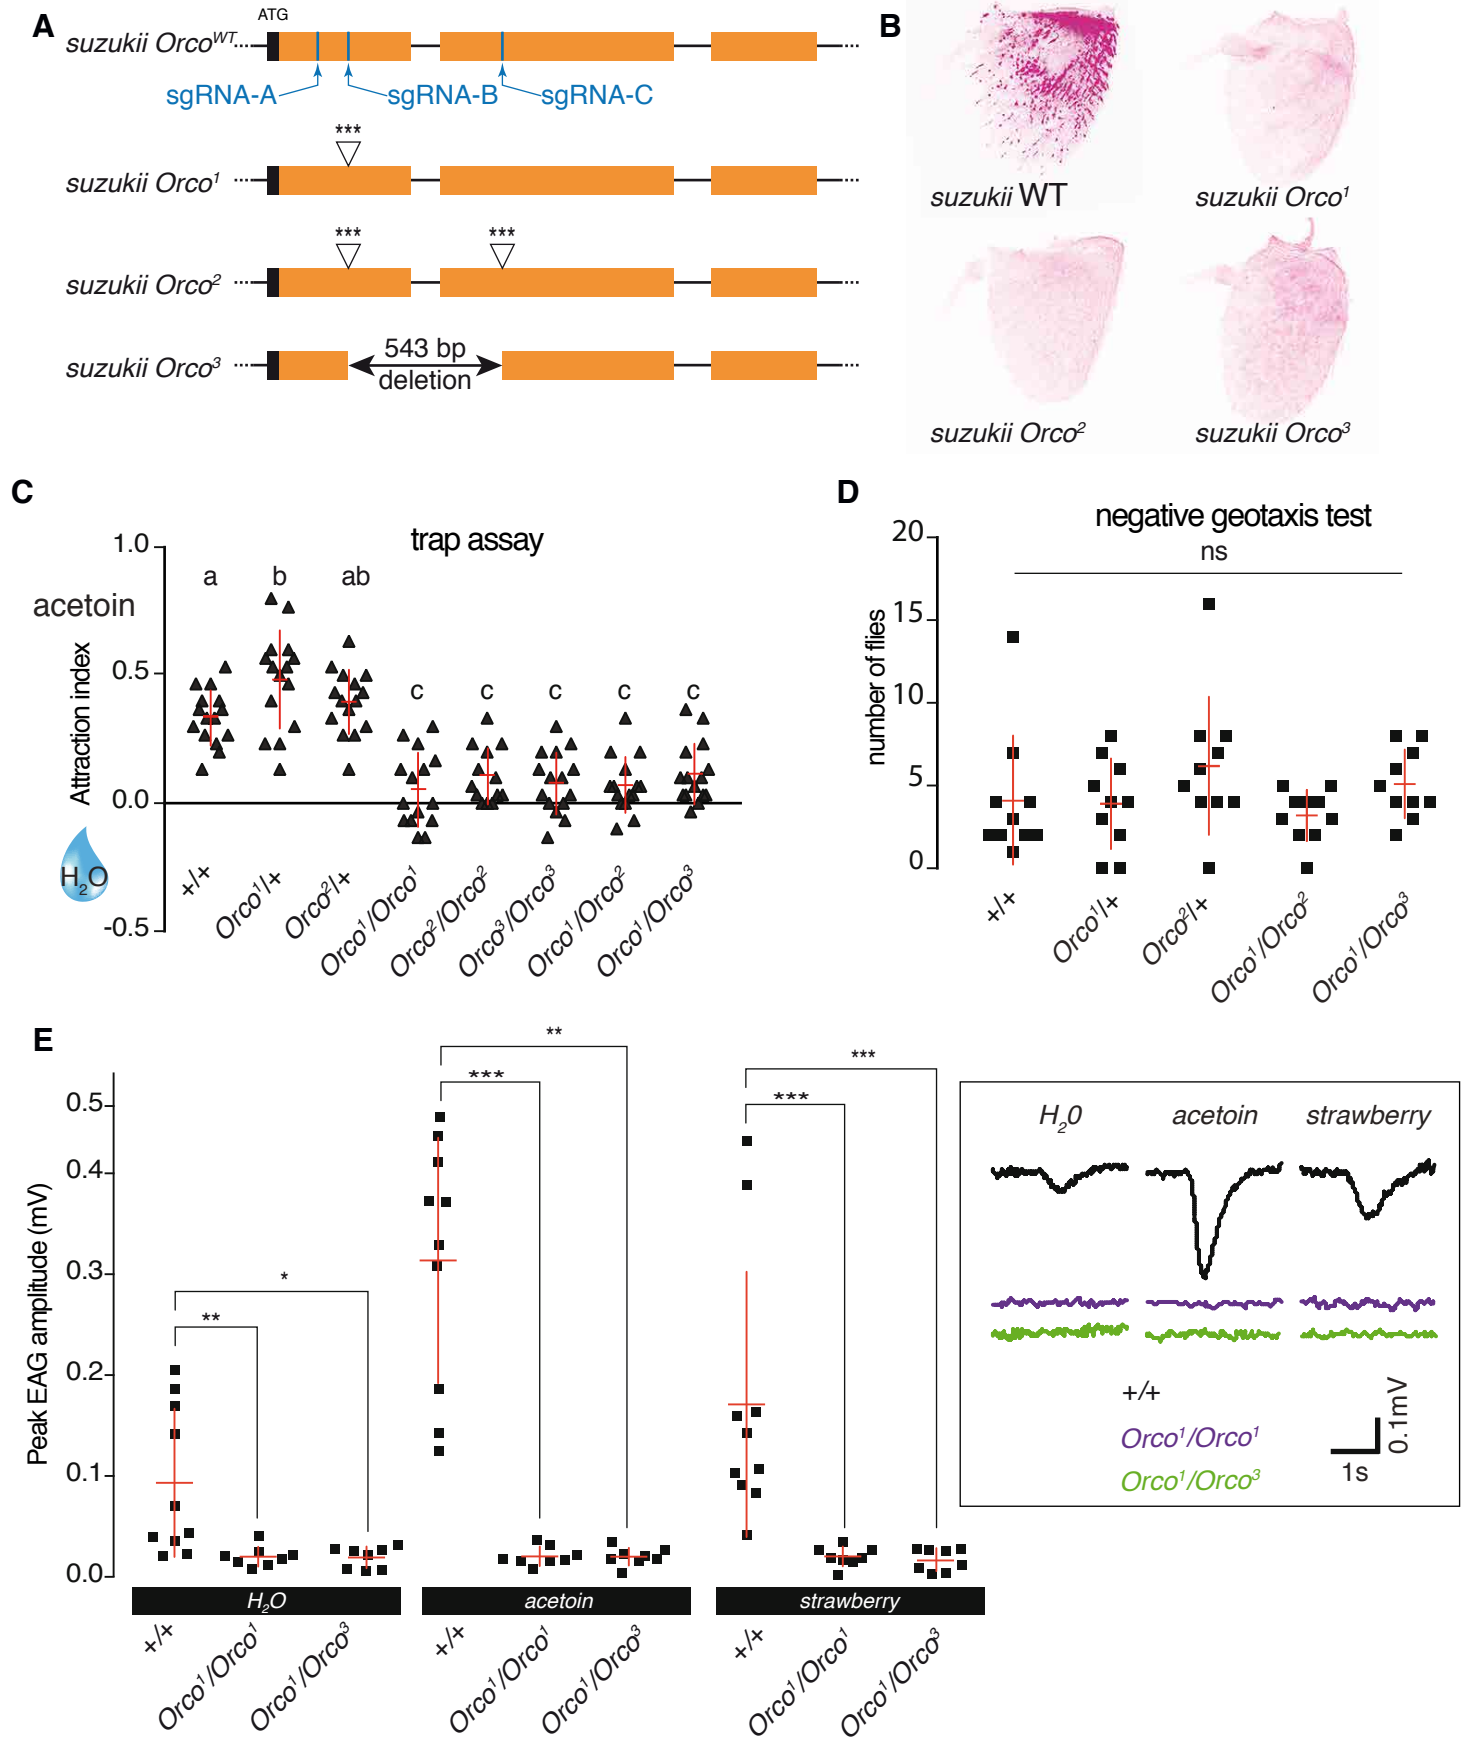 A
ATG
suzukii Orco^WT
sgRNA-A
sgRNA-B
sgRNA-C
***
suzukii Orco^1
*** ***
suzukii Orco^2
543 bp
deletion
suzukii Orco^3
B
suzukii WT
suzukii Orco^1
suzukii Orco^2
suzukii Orco^3
C
trap assay
acetoin
Attraction index
H₂O
1.0
0.5
0.0
-0.5
a b ab c c c c c
+/+
Orco^1/+
Orco^2/+
Orco^1/Orco^1
Orco^2/Orco^2
Orco^3/Orco^3
Orco^1/Orco^2
Orco^1/Orco^3
D
negative geotaxis test
ns
number of flies
20
15
10
5
0
+/+
Orco^1/+
Orco^2/+
Orco^1/Orco^2
Orco^1/Orco^3
E
Peak EAG amplitude (mV)
0.5
0.4
0.3
0.2
0.1
0.0
*
**
**
***
***
***
H₂O
acetoin
strawberry
+/+
Orco^1/Orco^1
Orco^1/Orco^3
+/+
Orco^1/Orco^1
Orco^1/Orco^3
+/+
Orco^1/Orco^1
Orco^1/Orco^3
H₂0 acetoin strawberry
+/+
Orco^1/Orco^1
Orco^1/Orco^3
0.1mV
1s